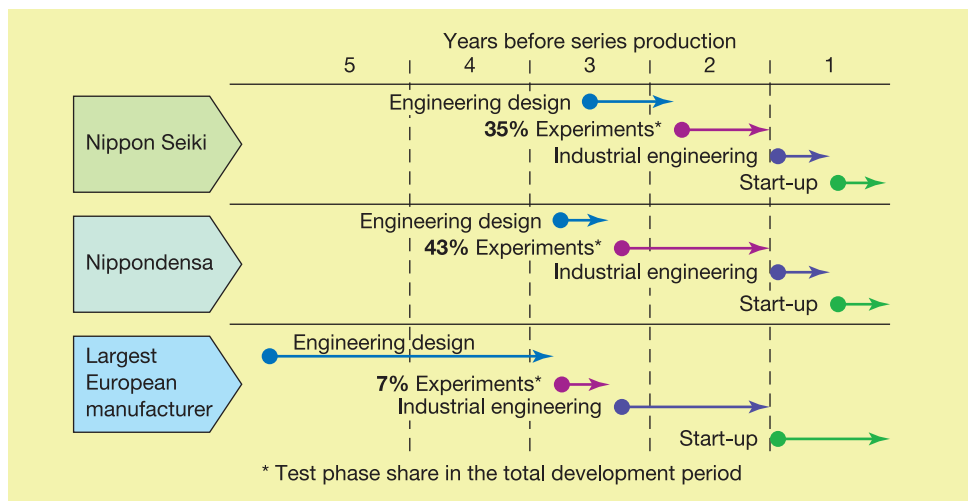 Years before series production
5 4 3 2 1
Nippon Seiki
Engineering design
35% Experiments*
Industrial engineering
Start-up
Nippondensa
Engineering design
43% Experiments*
Industrial engineering
Start-up
Largest
European
manufacturer
Engineering design
7% Experiments*
Industrial engineering
Start-up
* Test phase share in the total development period